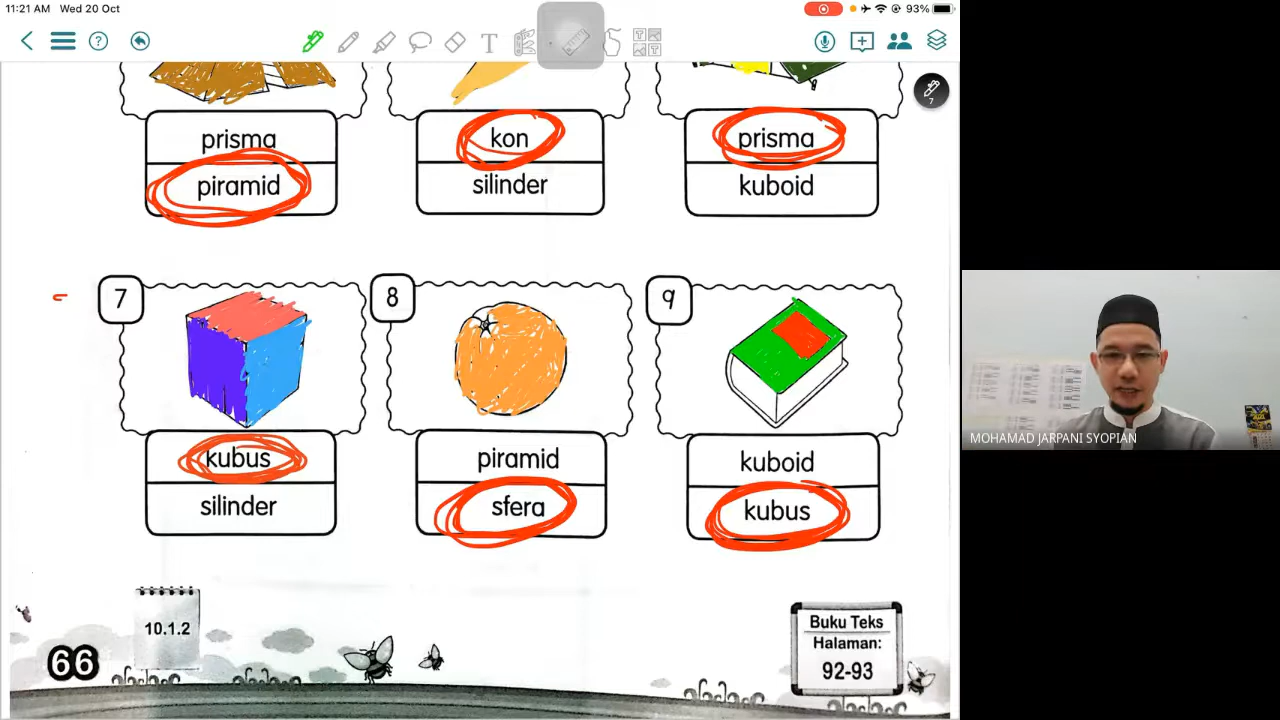 11:21 AM Wed 20 Oct
93%
T
7
prisma
piramid
kon
silinder
prisma
kuboid
7
8
9
kubus
silinder
piramid
sfera
kuboid
kubus
MOHAMAD JARPANI SYOPIAN
10.1.2
66
Buku Teks
Halaman:
92-93